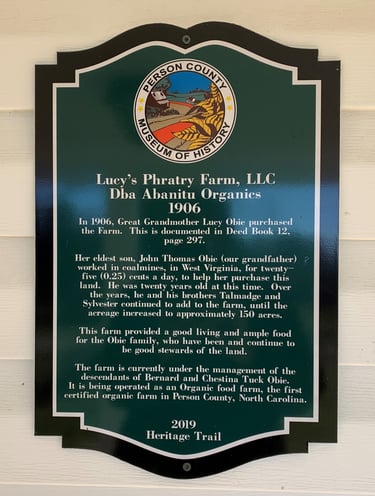 PERSON COUNTY
MUSEUM OF HISTORY
Lucy's Phratry Farm, LLC
Dba Abanitu Organics
1906
In 1906, Great Grandmother Lucy Obie purchased
the Farm. This is documented in Deed Book 12,
page 297.
Her eldest son, John Thomas Obie (our grandfather)
worked in coalmines, in West Virginia, for twenty-
five (0.25) cents a day, to help her purchase this
land. He was twenty years old at this time. Over
the years, he and his brothers Talmadge and
Sylvester continued to add to the farm, until the
acreage increased to approximately 150 acres.
This farm provided a good living and ample food
for the Obie family, who have been and continue to
be good stewards of the land.
The farm is currently under the management of the
descendants of Bernard and Chestina Tuck Obie.
It is being operated as an Organic food farm, the first
certified organic farm in Person County, North Carolina.
2019
Heritage Trail